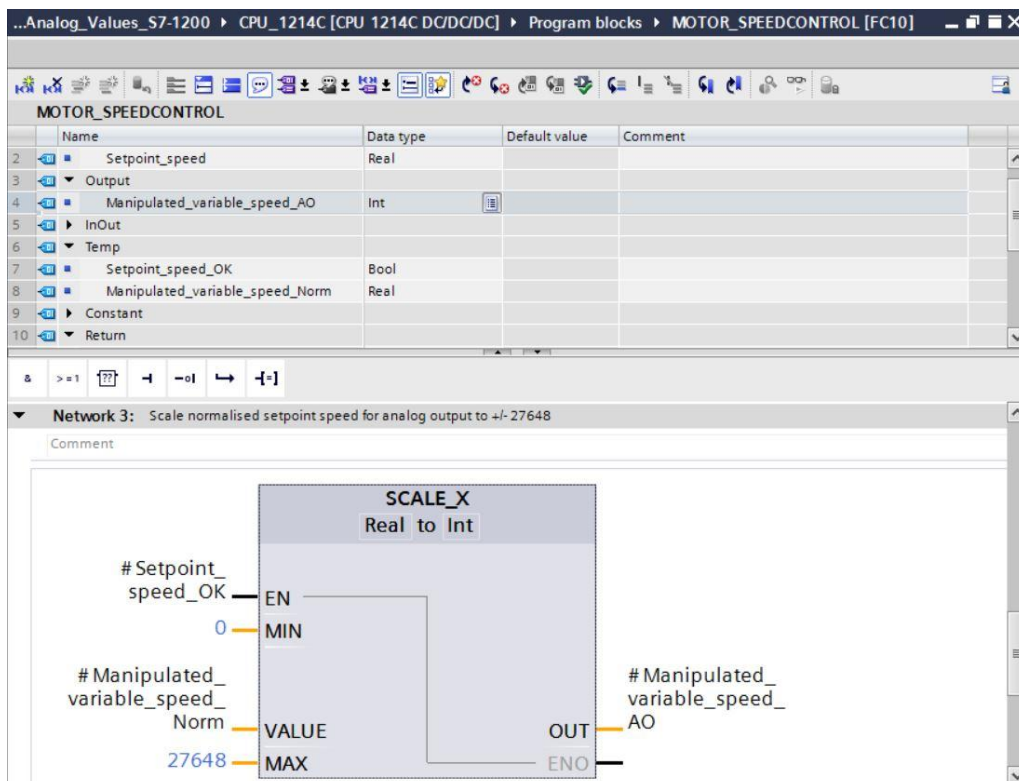 ...Analog_Values_S7-1200 ▸ CPU_1214C [CPU 1214C DC/DC/DC] ▸ Program blocks ▸ MOTOR_SPEEDCONTROL [FC10]
MOTOR_SPEEDCONTROL
Name Data type Default value Comment
2 Setpoint_speed Real
3 Output
4 Manipulated_variable_speed_AO Int
5 InOut
6 Temp
7 Setpoint_speed_OK Bool
8 Manipulated_variable_speed_Norm Real
9 Constant
10 Return
& >=1 ?? ⊣ -o| ↦ -[=]
Network 3: Scale normalised setpoint speed for analog output to +/- 27648
Comment
SCALE_X
Real to Int
#Setpoint_
speed_OK EN
0 MIN
#Manipulated_
variable_speed_
Norm VALUE
27648 MAX
#Manipulated_
variable_speed_
OUT AO
ENO